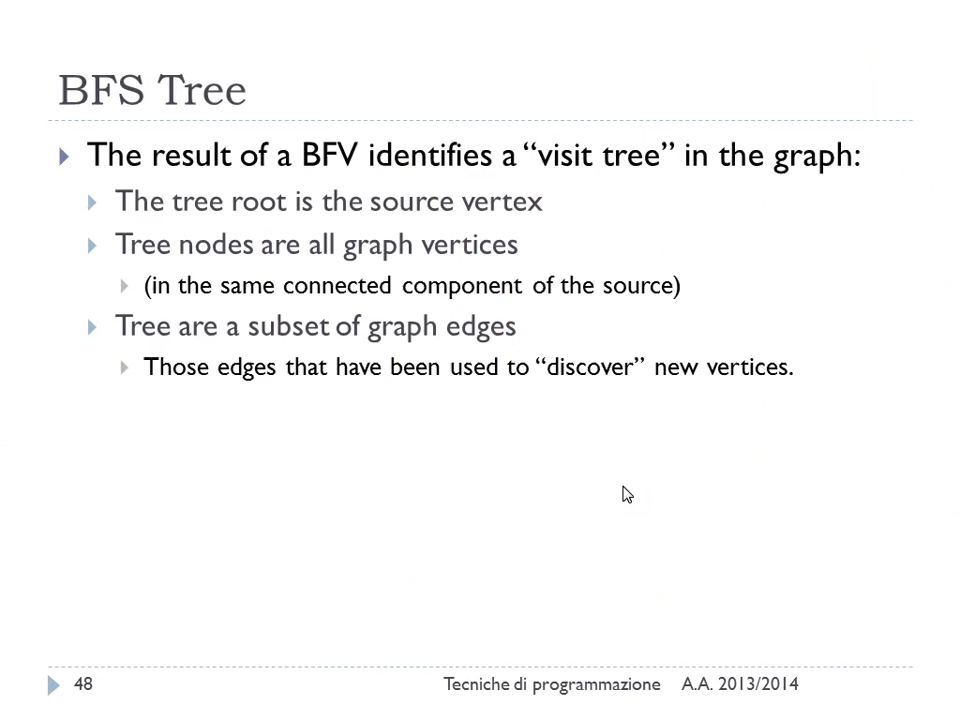 BFS Tree
The result of a BFV identifies a “visit tree” in the graph:
The tree root is the source vertex
Tree nodes are all graph vertices
(in the same connected component of the source)
Tree are a subset of graph edges
Those edges that have been used to “discover” new vertices.
48 Tecniche di programmazione A.A. 2013/2014